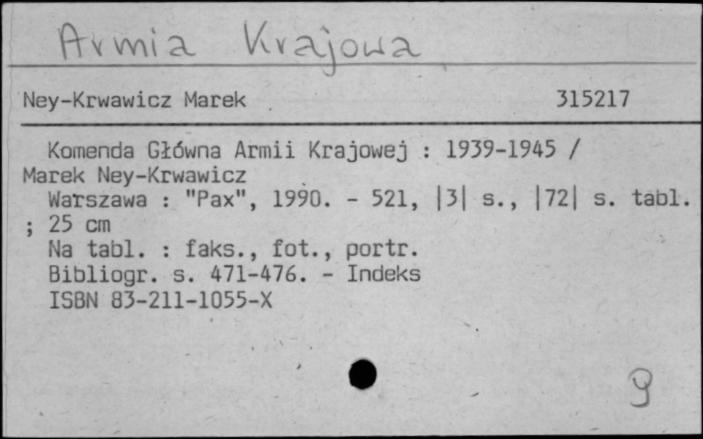 Armia Krajowa
Ney-Krwawicz Marek 315217
Komenda Główna Armii Krajowej : 1939-1945 /
Marek Ney-Krwawicz
Warszawa : "Pax", 1990. - 521, |3| s., |72| s. tabl.
; 25 cm
Na tabl. : faks., fot., portr.
Bibliogr. s. 471-476. - Indeks
ISBN 83-211-1055-X
9